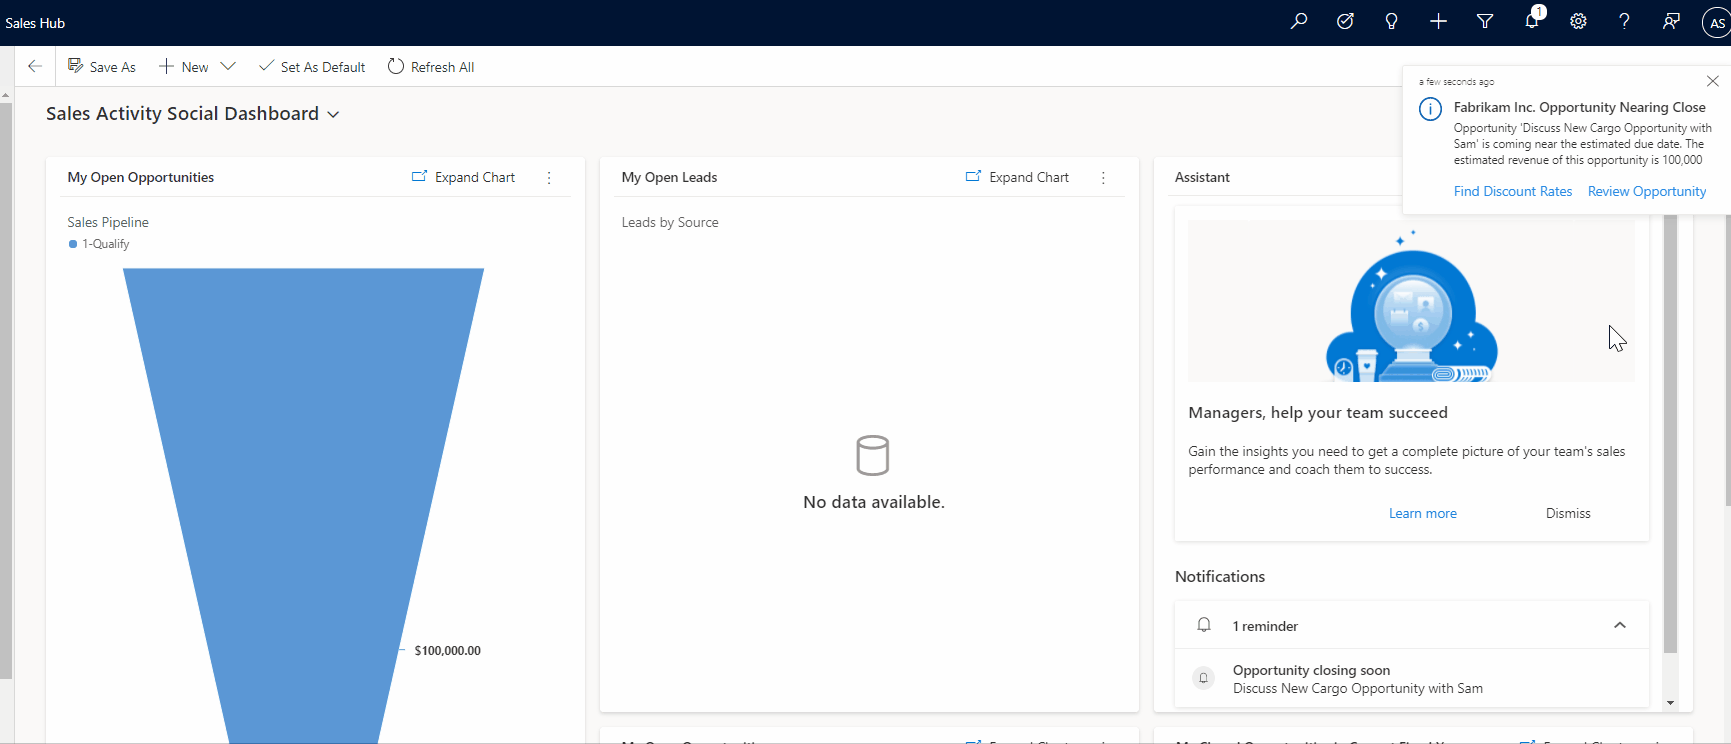 Sales Hub
1
AS
Save As
New
Set As Default
Refresh All
Sales Activity Social Dashboard
a few seconds ago
Fabrikam Inc. Opportunity Nearing Close
Opportunity 'Discuss New Cargo Opportunity with
Sam' is coming near the estimated due date. The
estimated revenue of this opportunity is 100,000
Find Discount Rates
Review Opportunity
My Open Opportunities
Expand Chart
Sales Pipeline
1-Qualify
$100,000.00
My Open Leads
Expand Chart
Leads by Source
No data available.
Assistant
Managers, help your team succeed
Gain the insights you need to get a complete picture of your team's sales
performance and coach them to success.
Learn more
Dismiss
Notifications
1 reminder
Opportunity closing soon
Discuss New Cargo Opportunity with Sam